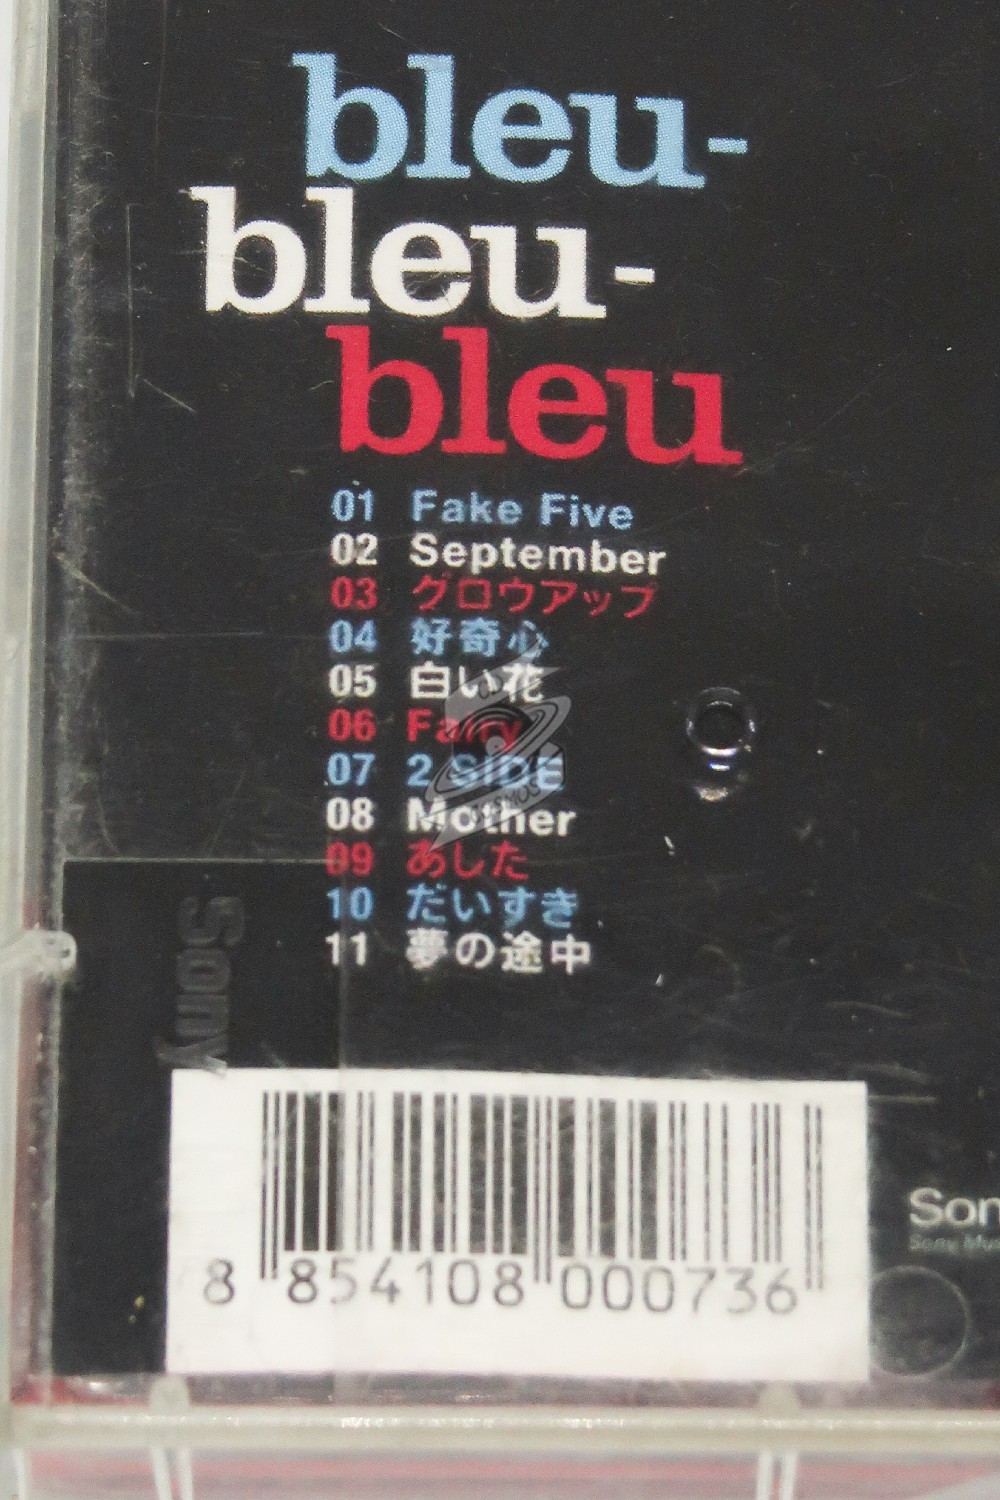 bleu-
bleu-
bleu
01 Fake Five
02 September
03 グロウアップ
04 好奇心
05 白い花
06 Fairy
07 2 SIDE
08 Mother
09 あした
10 だいすき
11 夢の途中
Sony
8 854108 000736
Son
Sony Mus